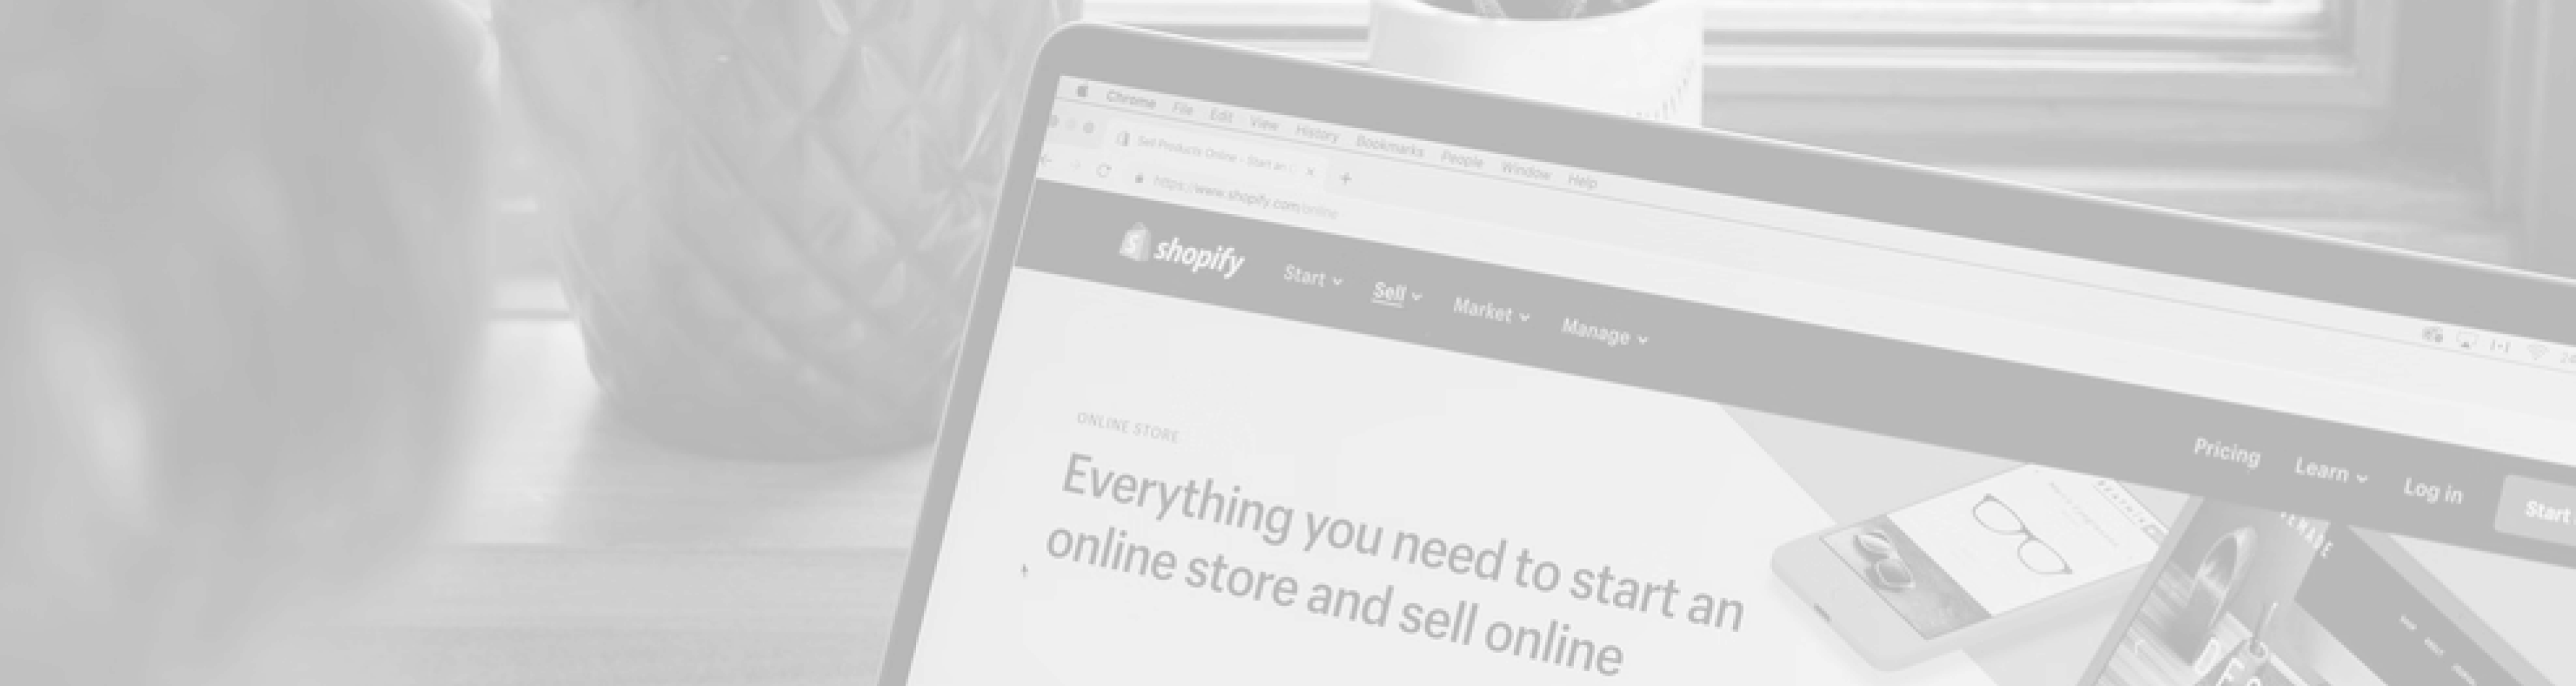 Chrome File Edit View History Bookmarks People Window Help
Sell Products Online - Start an
https://www.shopify.com/online
shopify Start Sell Market Manage
Pricing Learn Log in Start
ONLINE STORE
Everything you need to start an
online store and sell online